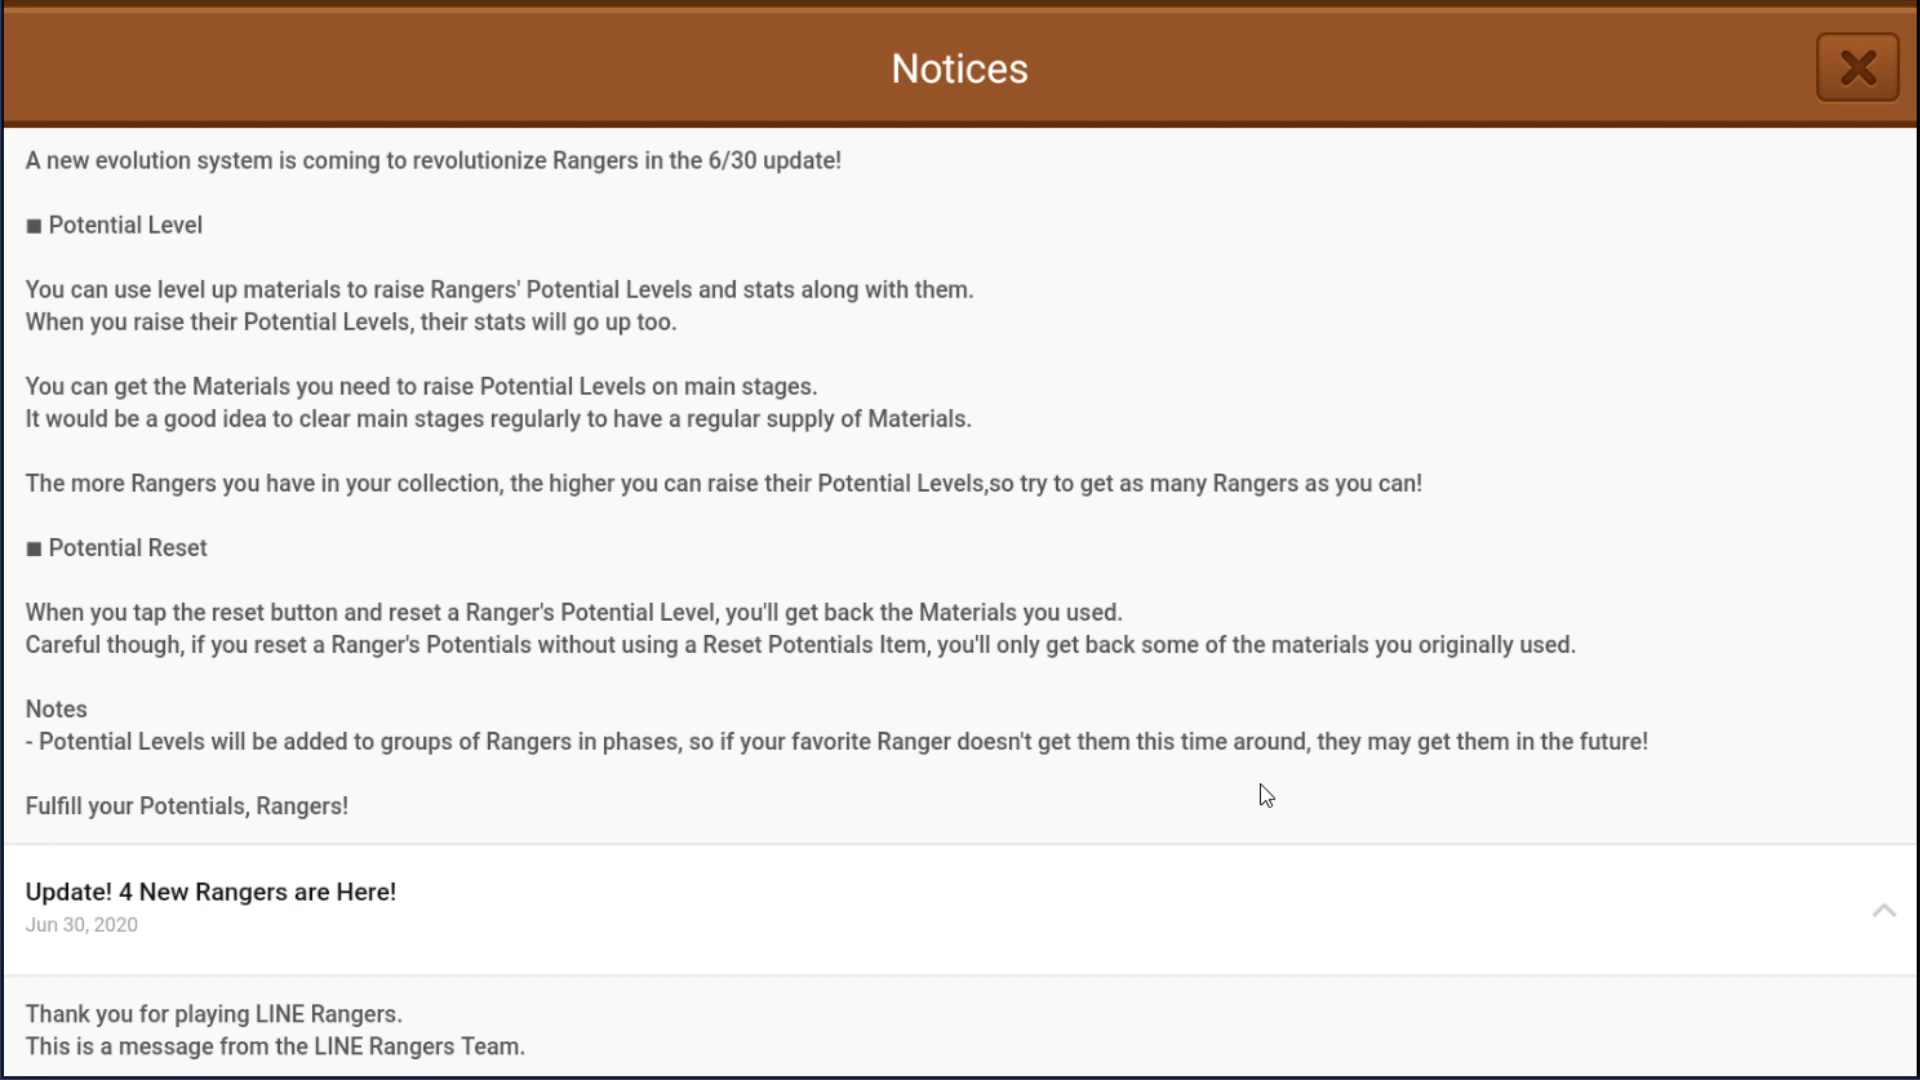 Notices
A new evolution system is coming to revolutionize Rangers in the 6/30 update!
■ Potential Level
You can use level up materials to raise Rangers' Potential Levels and stats along with them.
When you raise their Potential Levels, their stats will go up too.
You can get the Materials you need to raise Potential Levels on main stages.
It would be a good idea to clear main stages regularly to have a regular supply of Materials.
The more Rangers you have in your collection, the higher you can raise their Potential Levels,so try to get as many Rangers as you can!
■ Potential Reset
When you tap the reset button and reset a Ranger's Potential Level, you'll get back the Materials you used.
Careful though, if you reset a Ranger's Potentials without using a Reset Potentials Item, you'll only get back some of the materials you originally used.
Notes
- Potential Levels will be added to groups of Rangers in phases, so if your favorite Ranger doesn't get them this time around, they may get them in the future!
Fulfill your Potentials, Rangers!
Update! 4 New Rangers are Here!
Jun 30, 2020
Thank you for playing LINE Rangers.
This is a message from the LINE Rangers Team.